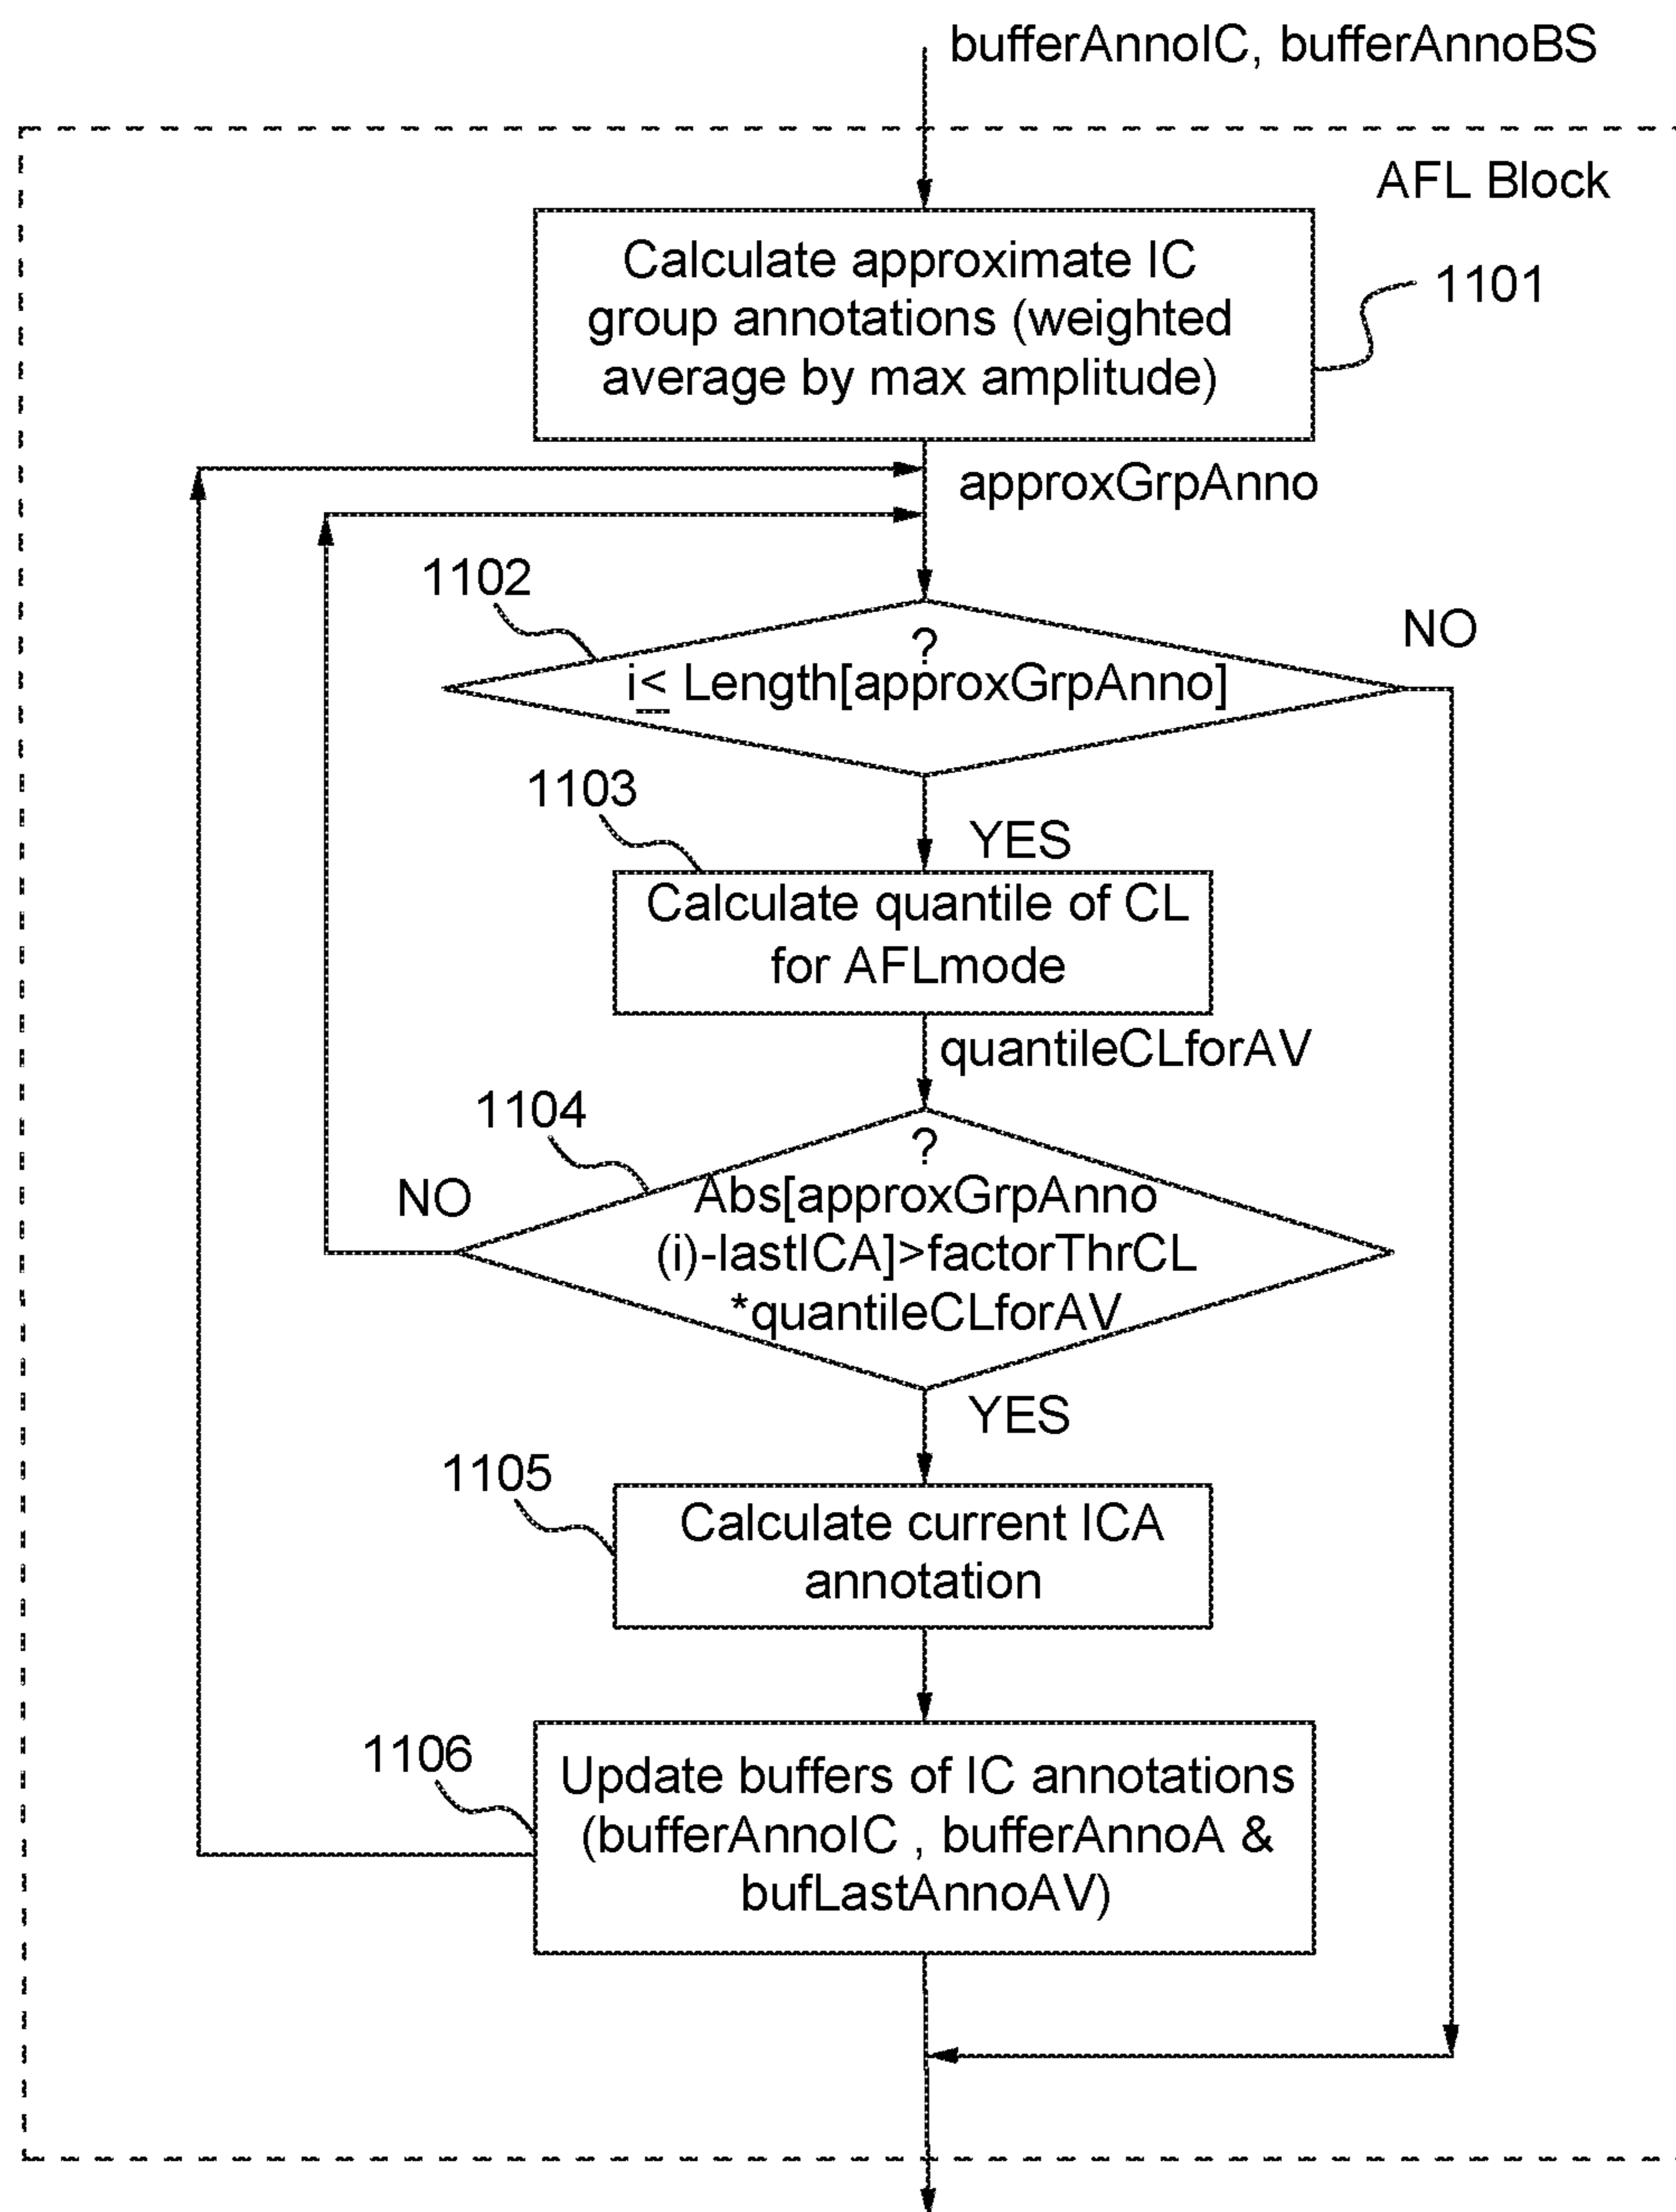 bufferAnnoIC, bufferAnnoBS
AFL Block
Calculate approximate IC
group annotations (weighted
average by max amplitude)
1101
approxGrpAnno
1102
?
i≤ Length[approxGrpAnno]
NO
1103
YES
Calculate quantile of CL
for AFLmode
quantileCLforAV
1104
?
Abs[approxGrpAnno
(i)-lastICA]>factorThrCL
*quantileCLforAV
NO
YES
1105
Calculate current ICA
annotation
1106
Update buffers of IC annotations
(bufferAnnoIC , bufferAnnoA &
bufLastAnnoAV)